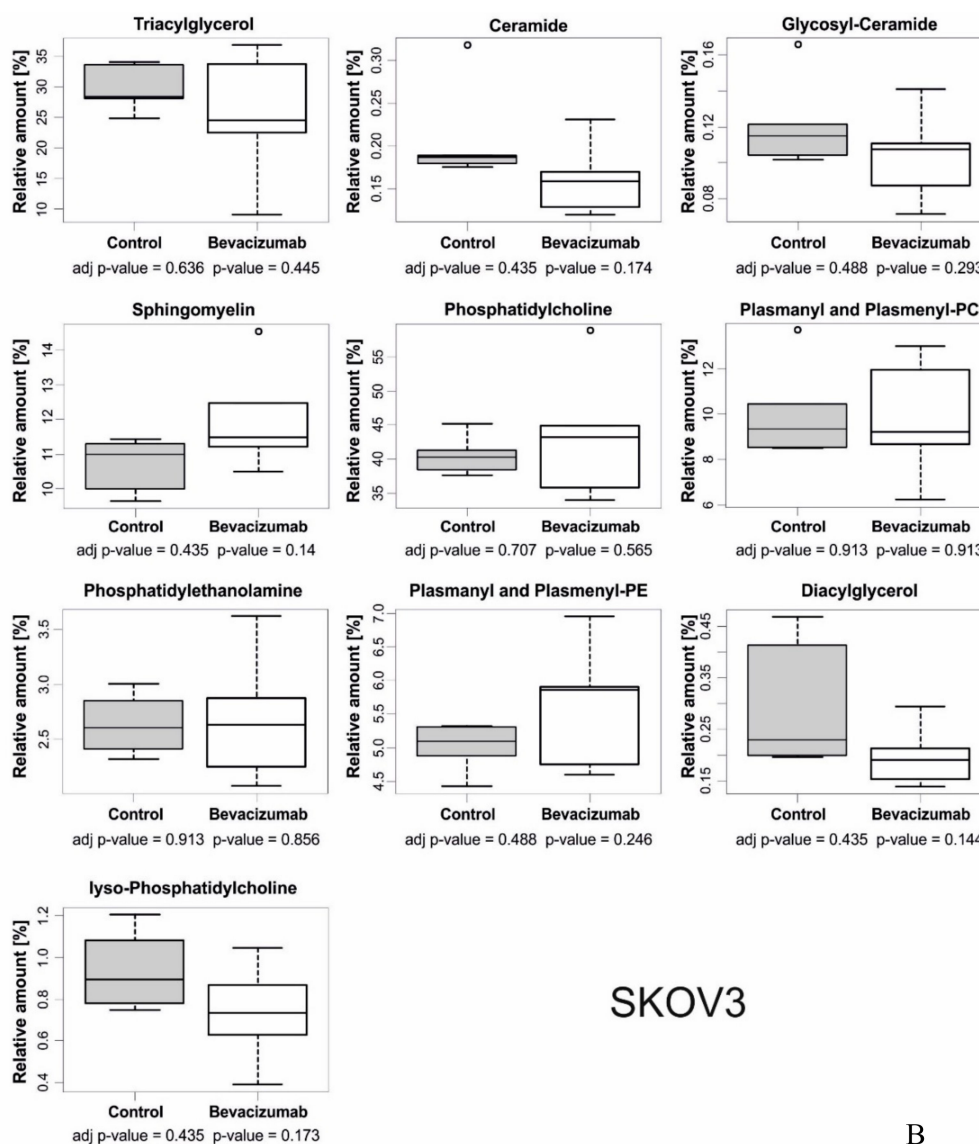 Triacylglycerol
Relative amount [%]
35
30
25
20
15
10
Control Bevacizumab
adj p-value = 0.636 p-value = 0.445
Ceramide
Relative amount [%]
0.30
0.25
0.20
0.15
Control Bevacizumab
adj p-value = 0.435 p-value = 0.174
Glycosyl-Ceramide
Relative amount [%]
0.16
0.12
0.08
Control Bevacizumab
adj p-value = 0.488 p-value = 0.293
Sphingomyelin
Relative amount [%]
14
13
12
11
10
Control Bevacizumab
adj p-value = 0.435 p-value = 0.14
Phosphatidylcholine
Relative amount [%]
55
50
45
40
35
Control Bevacizumab
adj p-value = 0.707 p-value = 0.565
Plasmanyl and Plasmenyl-PC
Relative amount [%]
12
10
8
6
Control Bevacizumab
adj p-value = 0.913 p-value = 0.913
Phosphatidylethanolamine
Relative amount [%]
3.5
3.0
2.5
Control Bevacizumab
adj p-value = 0.913 p-value = 0.856
Plasmanyl and Plasmenyl-PE
Relative amount [%]
7.0
6.5
6.0
5.5
5.0
4.5
Control Bevacizumab
adj p-value = 0.488 p-value = 0.246
Diacylglycerol
Relative amount [%]
0.45
0.35
0.25
0.15
Control Bevacizumab
adj p-value = 0.435 p-value = 0.144
lyso-Phosphatidylcholine
Relative amount [%]
1.2
1.0
0.8
0.6
0.4
Control Bevacizumab
adj p-value = 0.435 p-value = 0.173
SKOV3
B